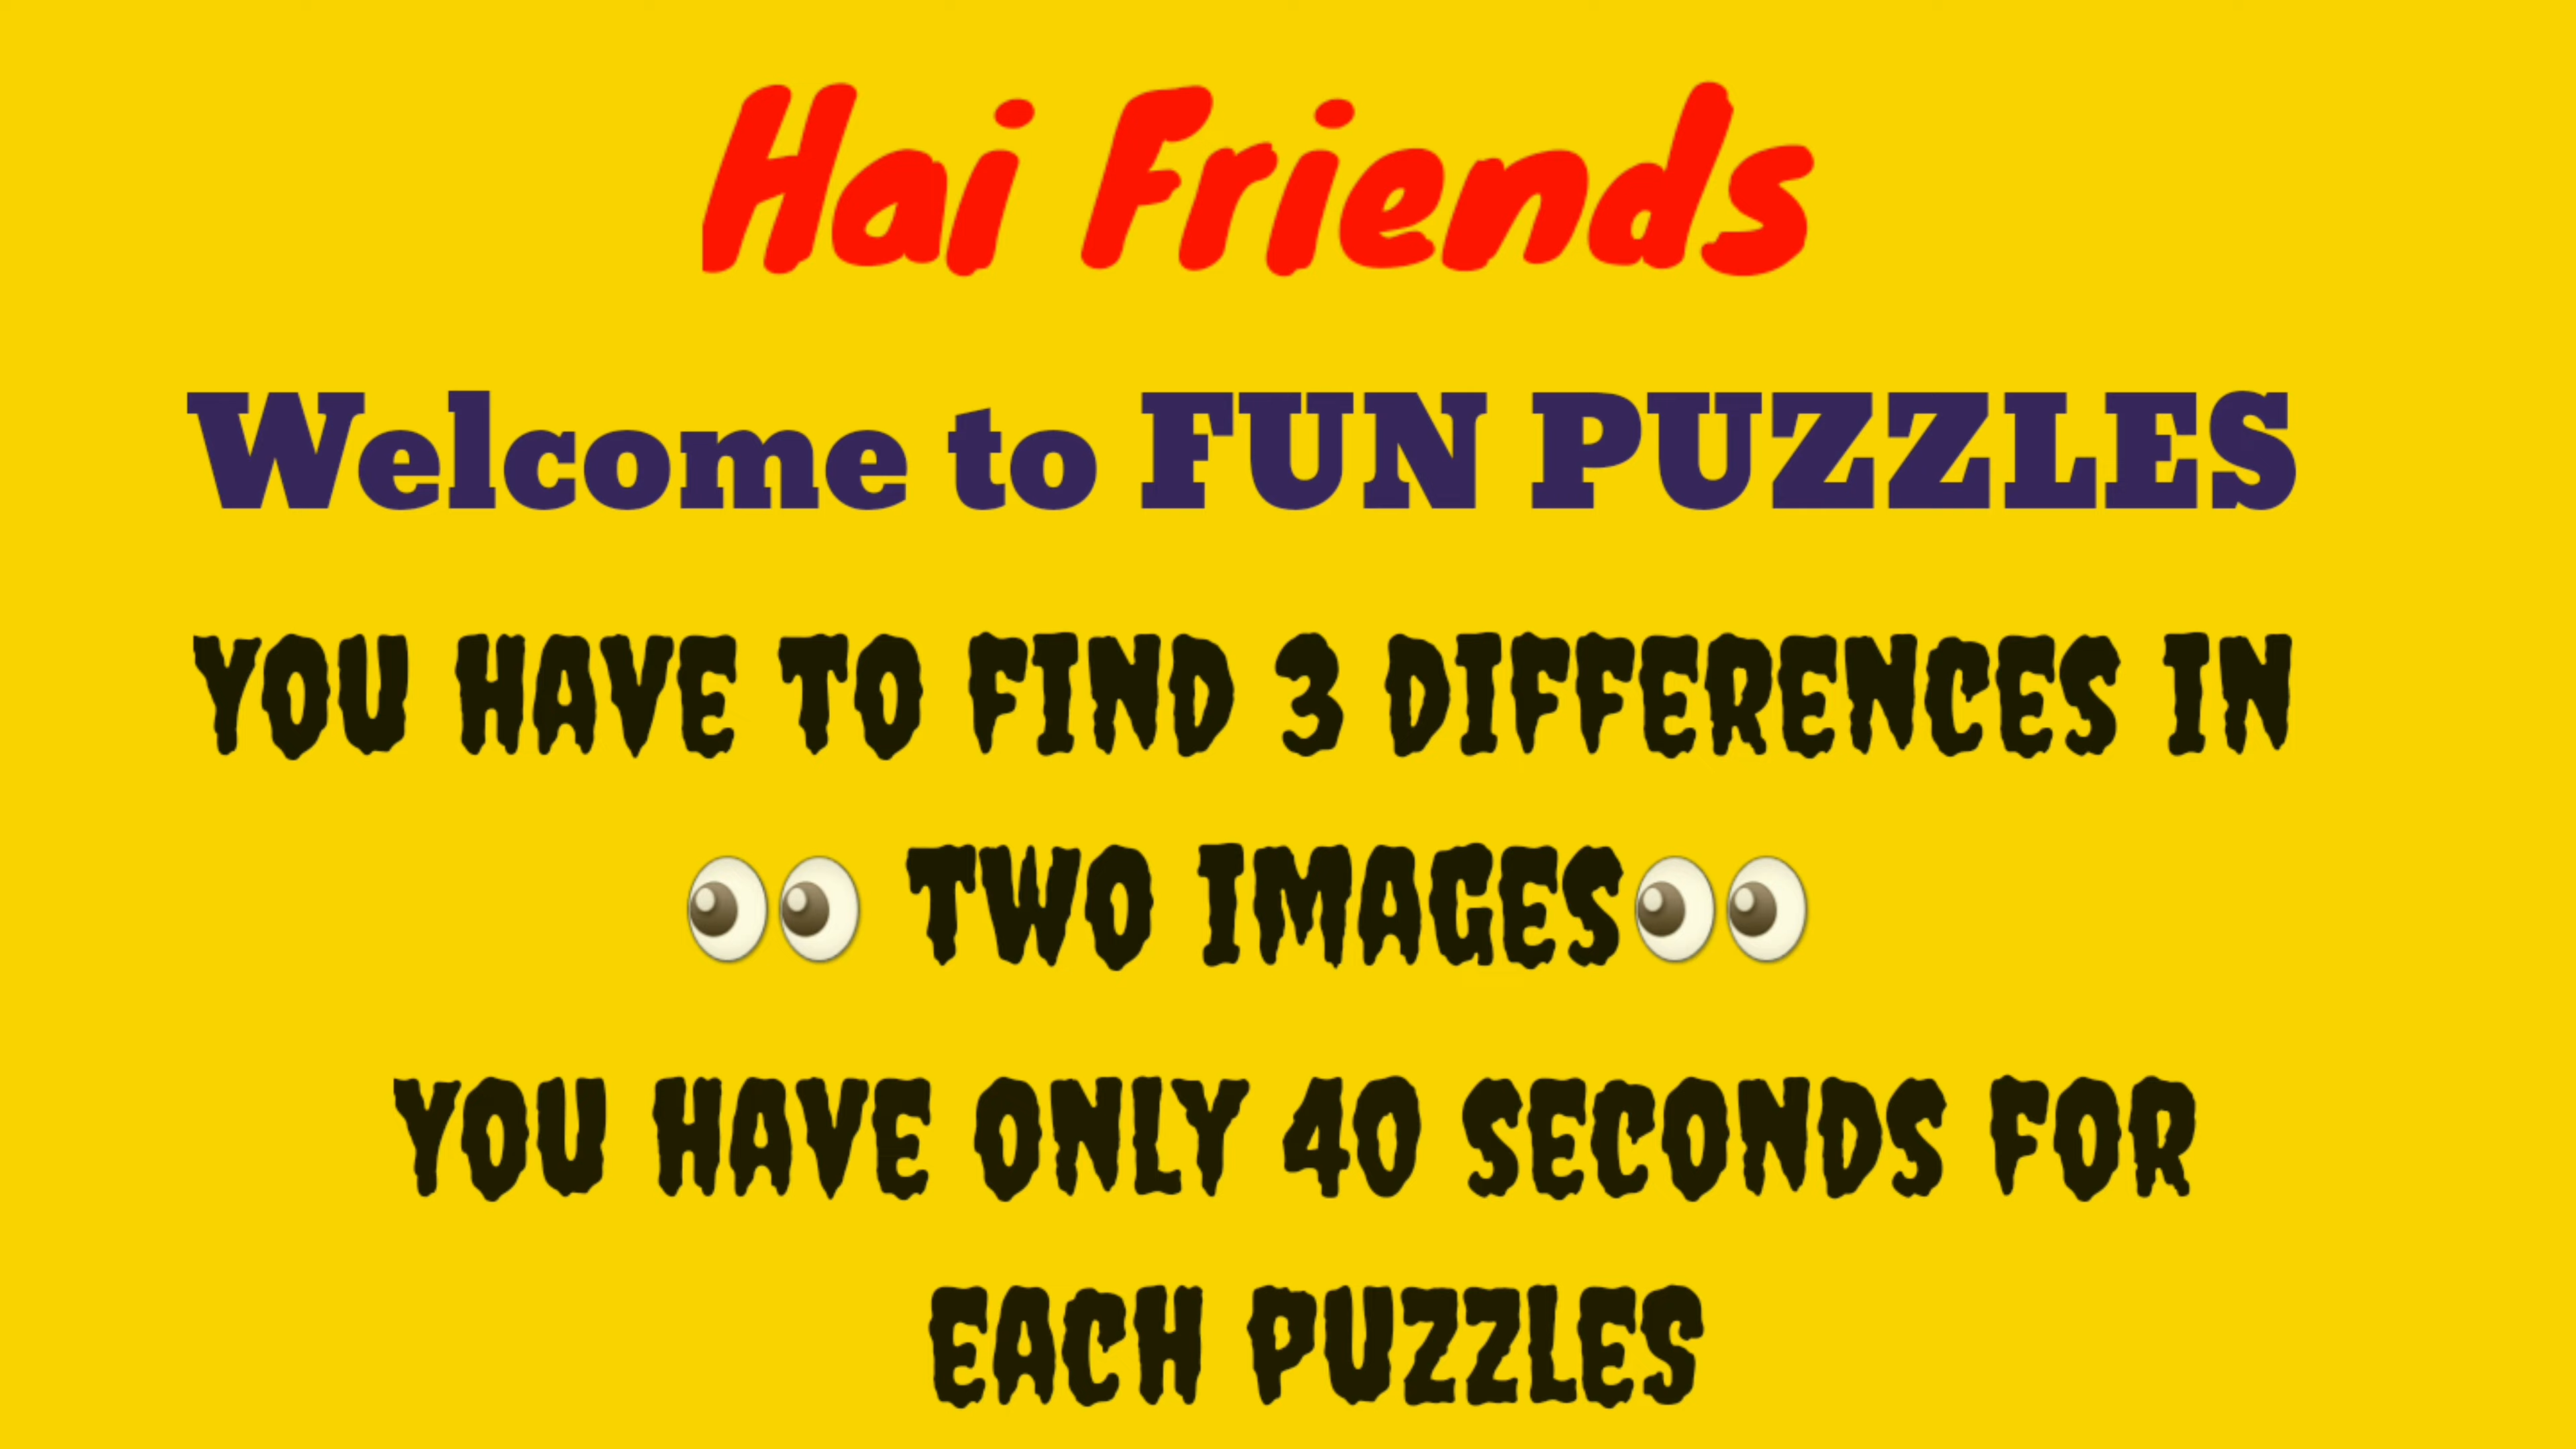 Hai Friends
Welcome to FUN PUZZLES
YOU HAVE TO FIND 3 DIFFERENCES IN
👀 TWO IMAGES👀
YOU HAVE ONLY 40 SECONDS FOR
EACH PUZZLES